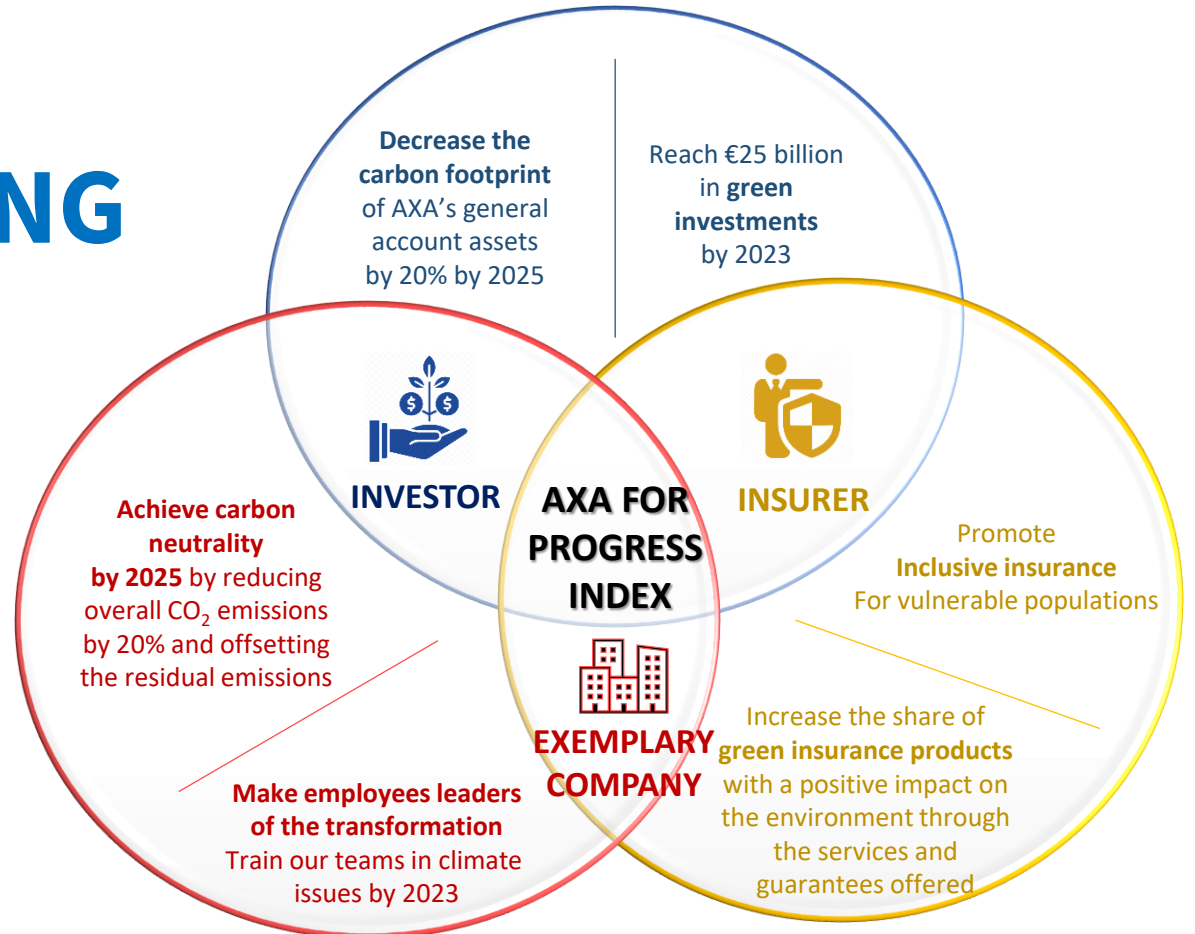 NG
Decrease the
carbon footprint
of AXA's general
account assets
by 20% by 2025
Reach €25 billion
in green
investments
by 2023
INVESTOR
INSURER
AXA FOR
PROGRESS
INDEX
Achieve carbon
neutrality
by 2025 by reducing
overall CO₂ emissions
by 20% and offsetting
the residual emissions
Promote
Inclusive insurance
For vulnerable populations
EXEMPLARY
COMPANY
Make employees leaders
of the transformation
Train our teams in climate
issues by 2023
Increase the share of
green insurance products
with a positive impact on
the environment through
the services and
guarantees offered